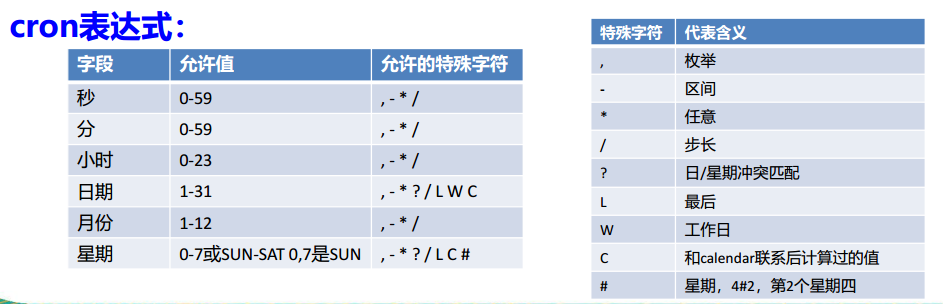 cron表达式：
字段 允许值 允许的特殊字符
秒 0-59 , - * /
分 0-59 , - * /
小时 0-23 , - * /
日期 1-31 , - * ? / L W C
月份 1-12 , - * /
星期 0-7或SUN-SAT 0,7是SUN , - * ? / L C #
特殊字符 代表含义
, 枚举
- 区间
* 任意
/ 步长
? 日/星期冲突匹配
L 最后
W 工作日
C 和calendar联系后计算过的值
# 星期，4#2，第2个星期四